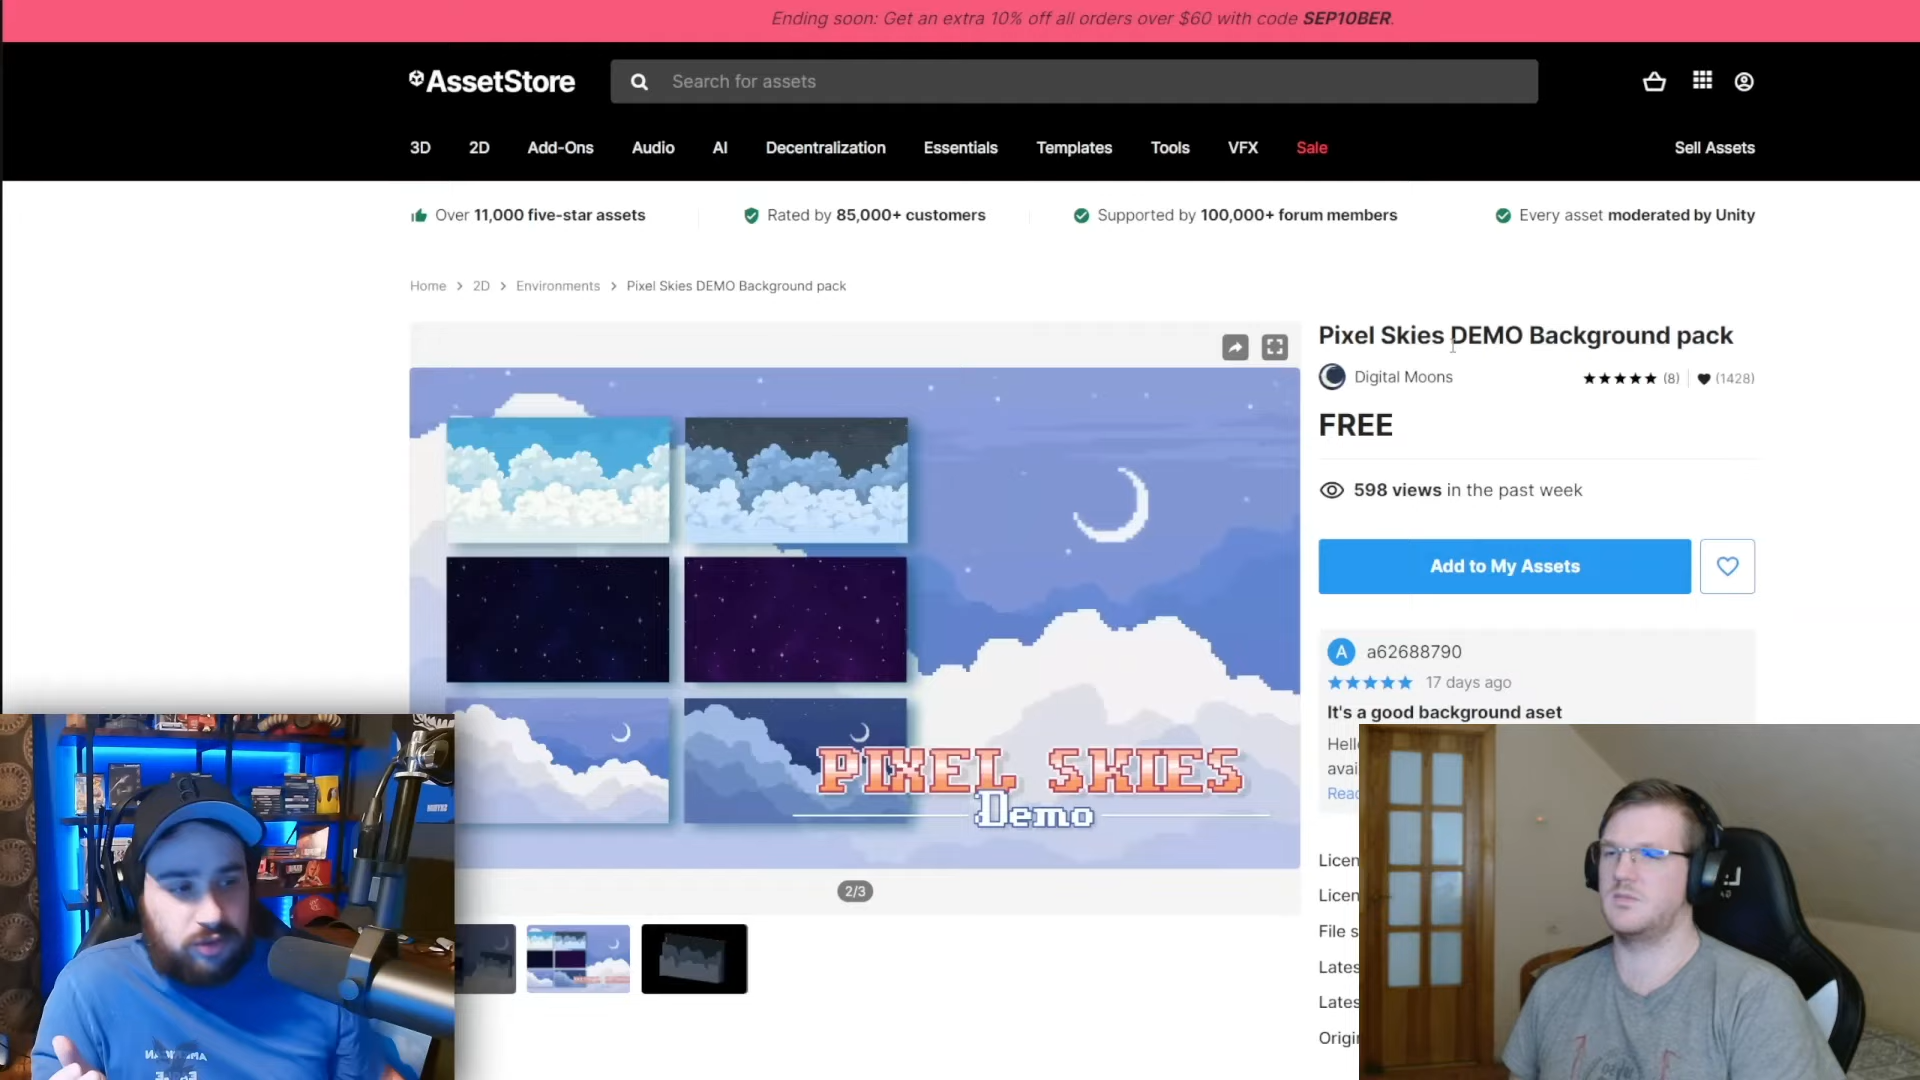 Ending soon: Get an extra 10% off all orders over $60 with code SEP10BER.
AssetStore
Search for assets
3D 2D Add-Ons Audio AI Decentralization Essentials Templates Tools VFX Sale Sell Assets
Over 11,000 five-star assets Rated by 85,000+ customers Supported by 100,000+ forum members Every asset moderated by Unity
Home > 2D > Environments > Pixel Skies DEMO Background pack
Pixel Skies DEMO Background pack
Digital Moons
(8) (1428)
FREE
598 views in the past week
Add to My Assets
A a62688790
17 days ago
It's a good background aset
PIXEL SKIES
Demo
2/3